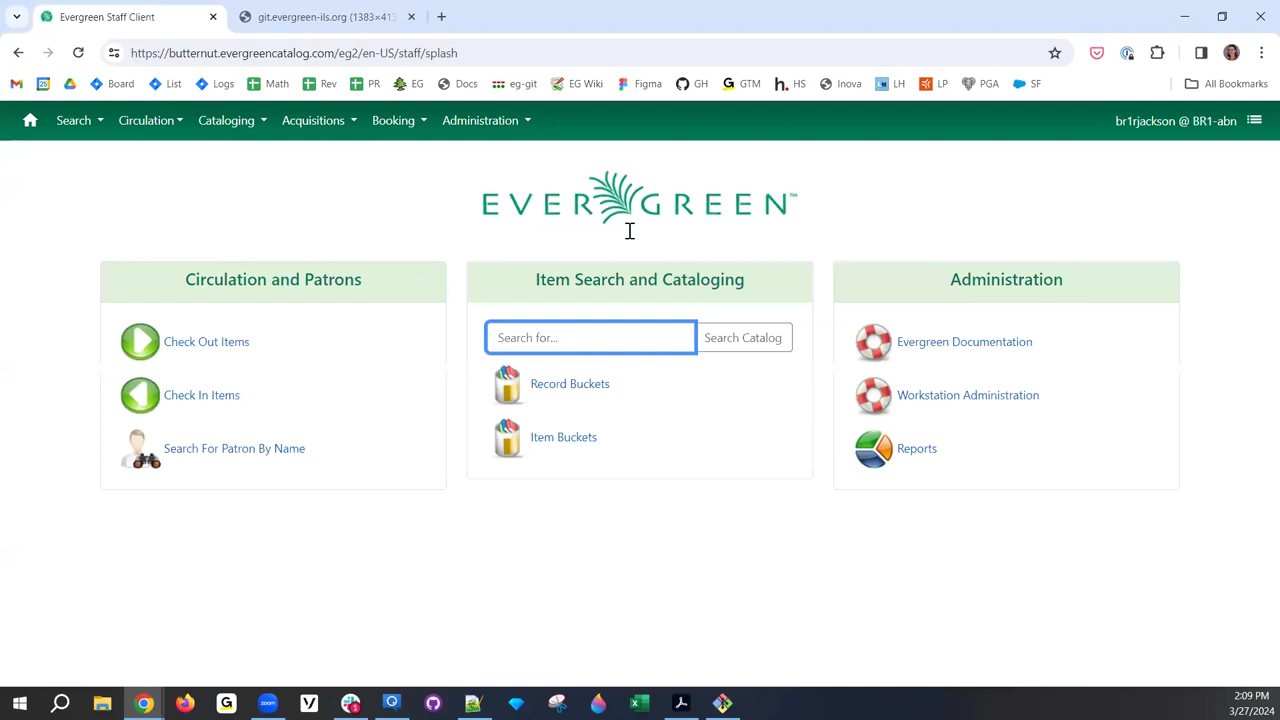 Evergreen Staff Client
git.evergreen-ils.org (1383×413
https://butternut.evergreencatalog.com/eg2/en-US/staff/splash
Board List Logs Math Rev PR EG Docs eg-git EG Wiki Figma GH GTM HS Inova LH LP PGA SF All Bookmarks
Search Circulation Cataloging Acquisitions Booking Administration br1rjackson @ BR1-abn
EVERGREEN™
Circulation and Patrons
Check Out Items
Check In Items
Search For Patron By Name
Item Search and Cataloging
Search for... Search Catalog
Record Buckets
Item Buckets
Administration
Evergreen Documentation
Workstation Administration
Reports
zoom
2:09 PM
3/27/2024